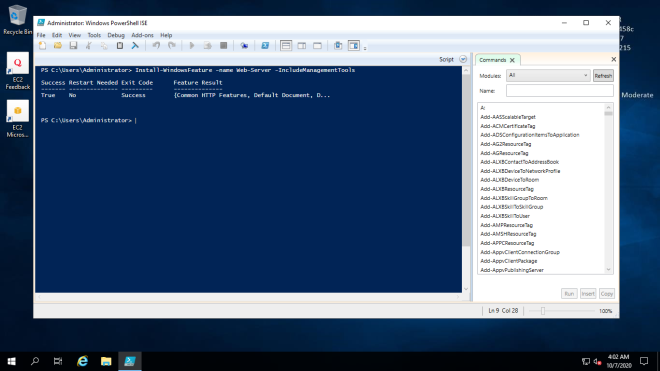 Recycle Bin
EC2
Feedback
EC2
Micros...
Administrator: Windows PowerShell ISE
File Edit View Tools Debug Add-ons Help
Script
PS C:\Users\Administrator> Install-WindowsFeature -name Web-Server -IncludeManagementTools
Success Restart Needed Exit Code Feature Result
------- -------------- --------- --------------
True No Success {Common HTTP Features, Default Document, D...
PS C:\Users\Administrator>
Commands X
Modules: All Refresh
Name:
A:
Add-AASScalableTarget
Add-ACMCertificateTag
Add-ADSConfigurationItemsToApplication
Add-AG2ResourceTag
Add-AGResourceTag
Add-ALXBContactToAddressBook
Add-ALXBDeviceToNetworkProfile
Add-ALXBDeviceToRoom
Add-ALXBResourceTag
Add-ALXBSkillGroupToRoom
Add-ALXBSkillToSkillGroup
Add-ALXBSkillToUser
Add-AMPResourceTag
Add-AMSHResourceTag
Add-APPCResourceTag
Add-AppvClientConnectionGroup
Add-AppvClientPackage
Add-AppvPublishingServer
Run Insert Copy
Ln 9 Col 28 100%
458c
7
215
Moderate
4:02 AM
10/7/2020